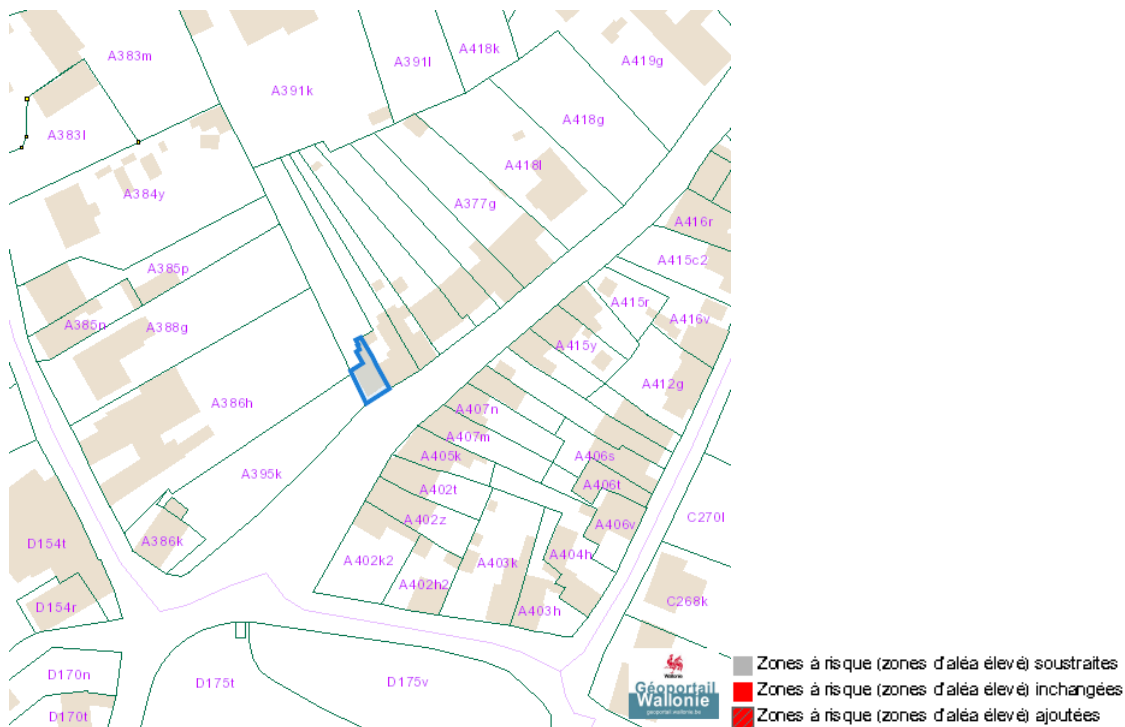 A383m
A391k
A391l
A418k
A419g
A383l
A418g
A384y
A418l
A377g
A416r
A385p
A415c2
A385n
A388g
A415r
A416v
A415y
A386h
A412g
A407n
A407m
A405k
A406s
A395k
A402t
A406t
A402z
A406v
C270l
D154t
A386k
A402k2
A403k
A404h
A402h2
C268k
D154r
A403h
D170n
D175t
D175v
D170t
Wallonie
Géoportail
Wallonie
geoportail.wallonie.be
Zones à risque (zones d'aléa élevé) soustraites
Zones à risque (zones d'aléa élevé) inchangées
Zones à risque (zones d'aléa élevé) ajoutées